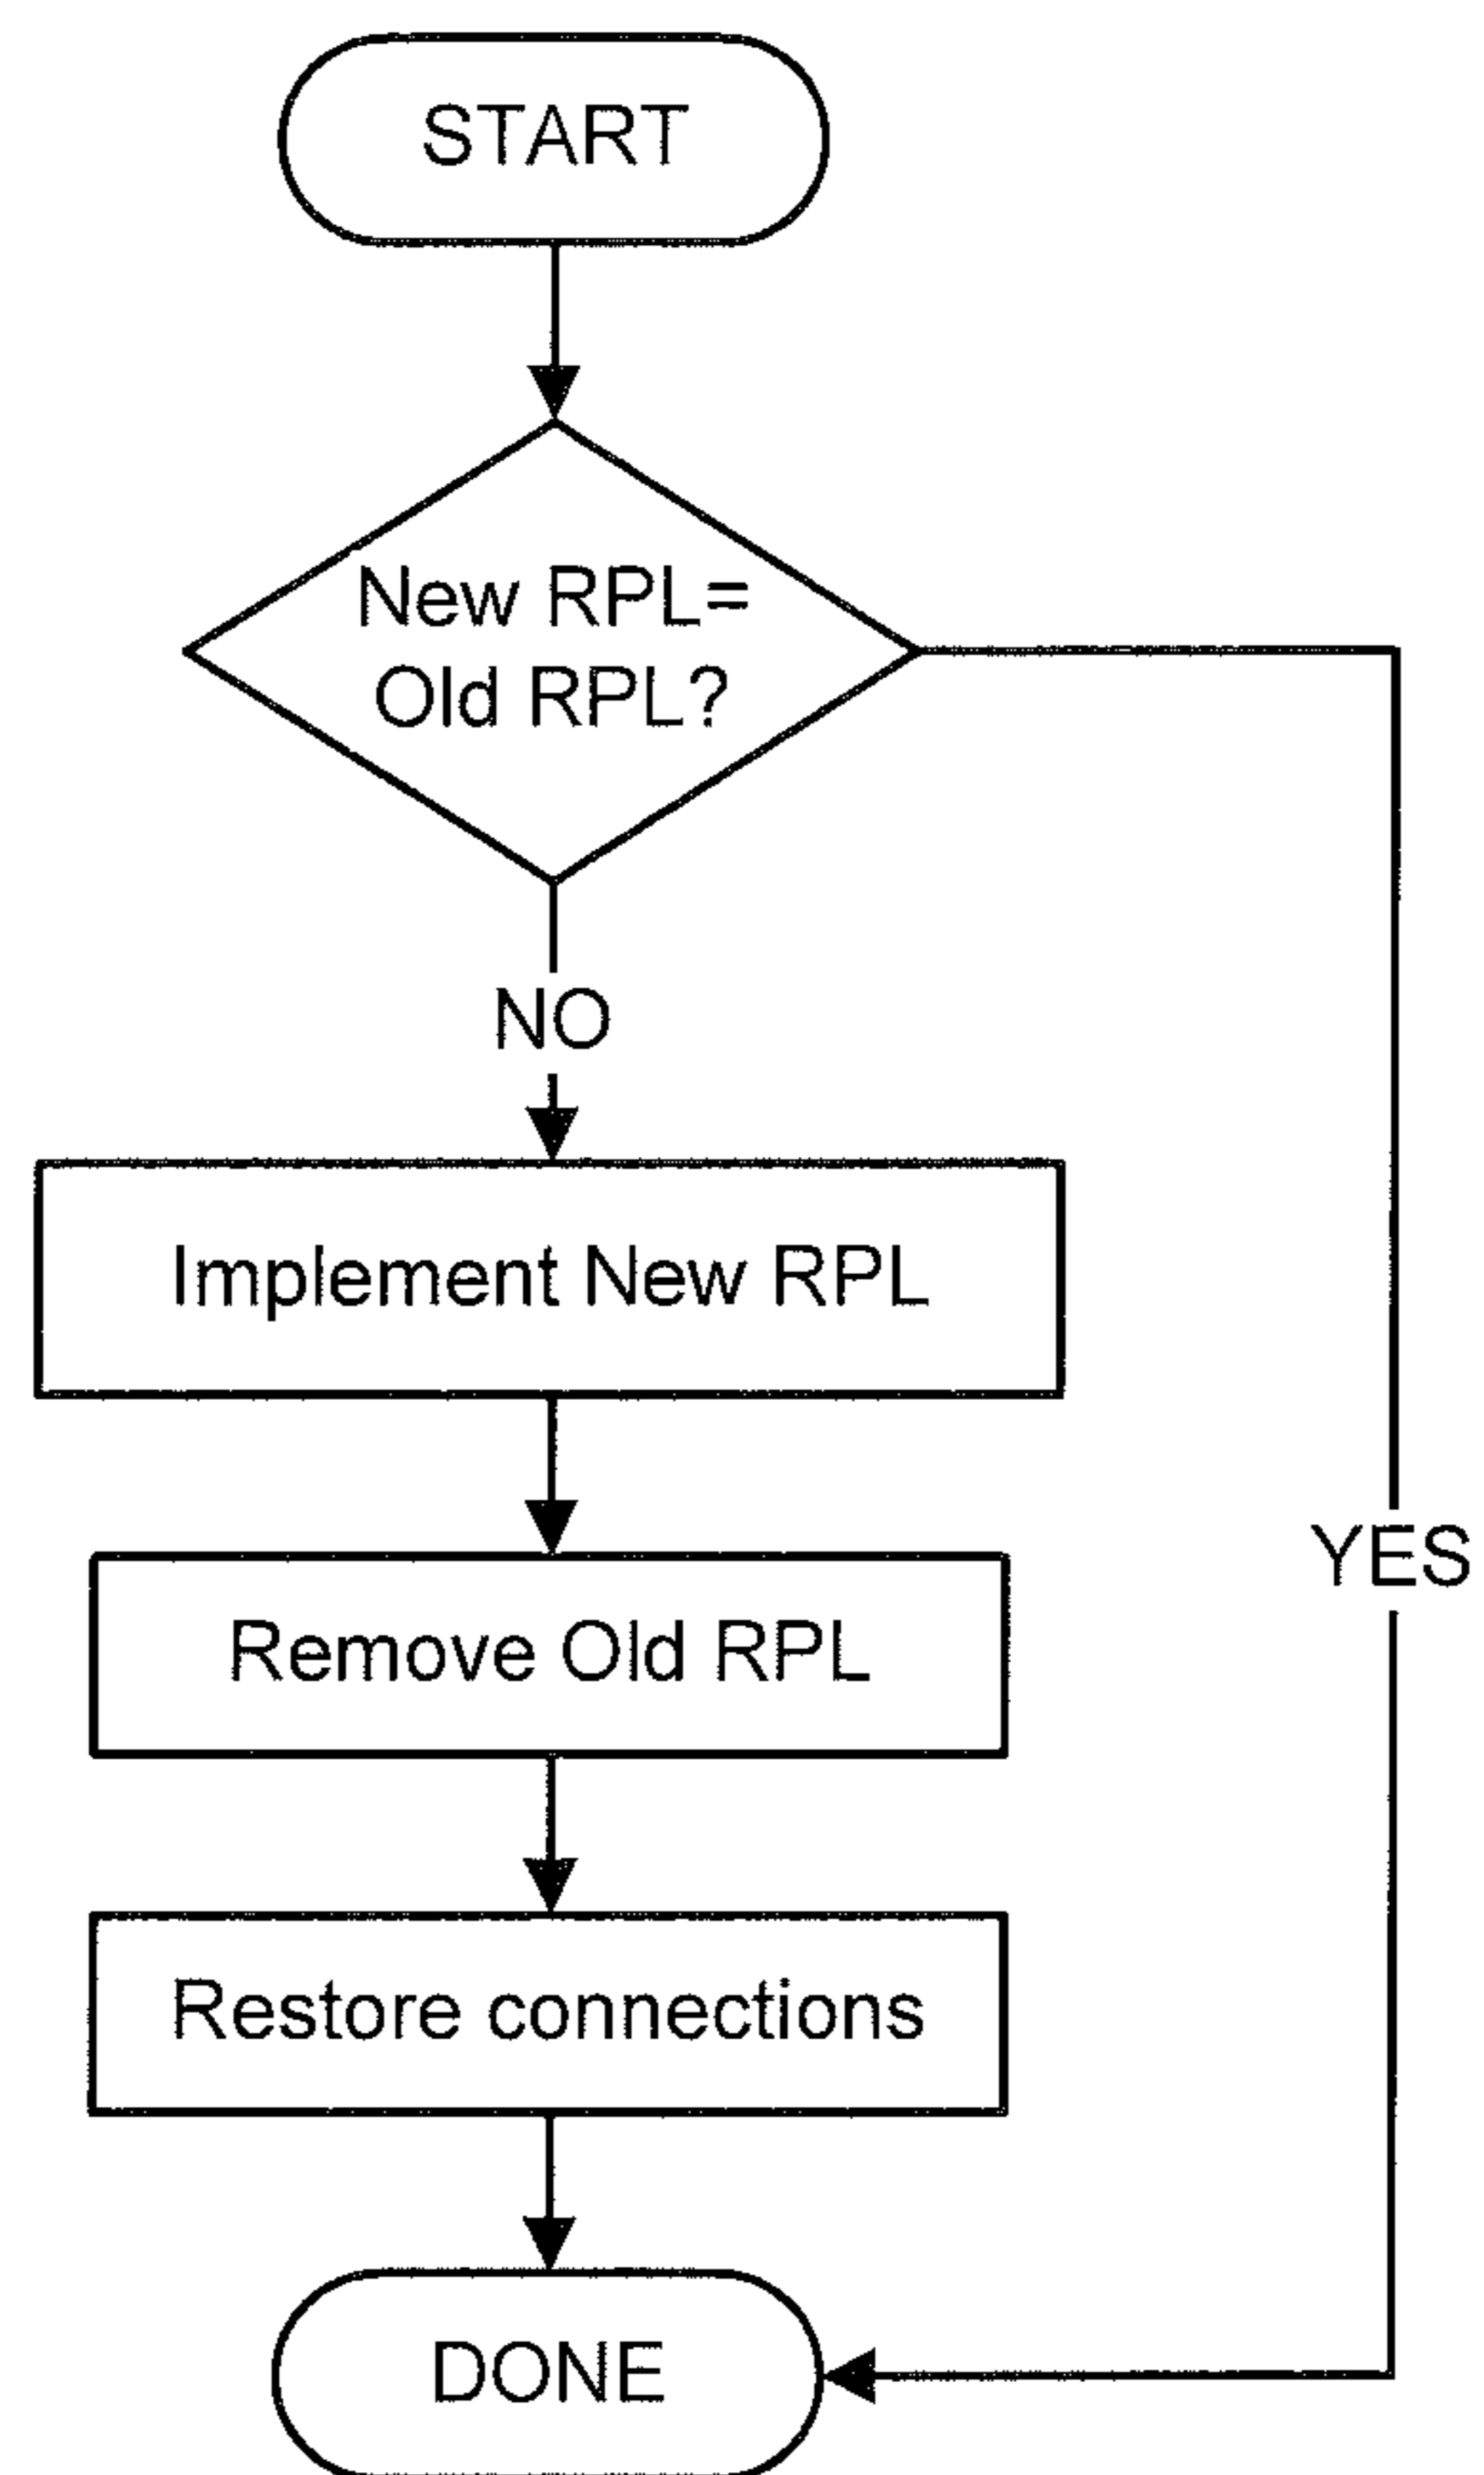 START
New RPL=
Old RPL?
NO
Implement New RPL
YES
Remove Old RPL
Restore connections
DONE